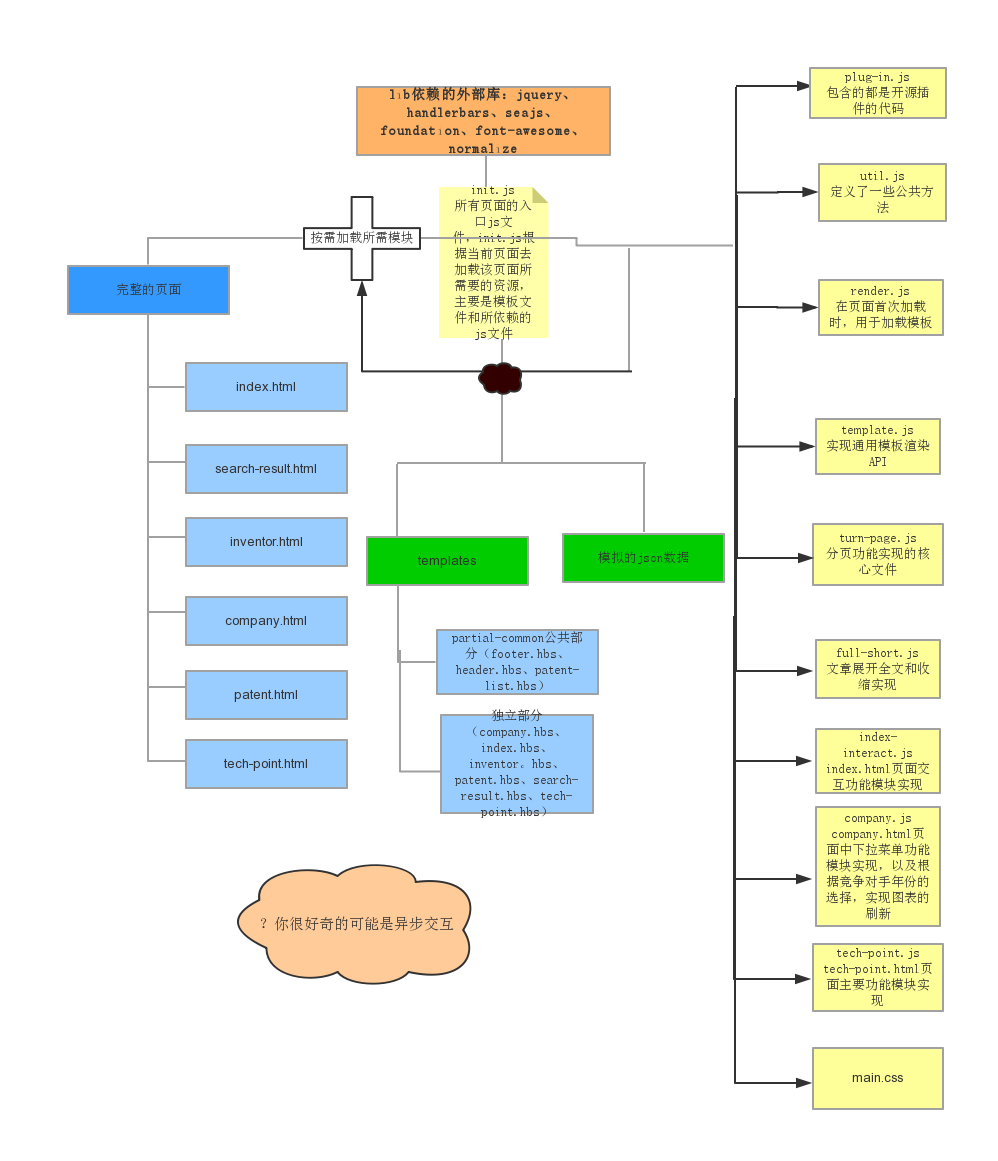 lib依赖的外部库：jquery、
handlerbars、seajs、
foundation、font-awesome、
normalize
init.js
所有页面的入
口js文
件，init.js根
据当前页面去
加载该页面所
需要的资源，
主要是模板文
件和所依赖的
js文件
按需加载所需模块
完整的页面
index.html
search-result.html
inventor.html
company.html
patent.html
tech-point.html
templates
模拟的json数据
partial-common公共部
分（footer.hbs、
header.hbs、patent-
list.hbs）
独立部分
（company.hbs、
index.hbs、
inventor。hbs、
patent.hbs、search-
result.hbs、tech-
point.hbs）
？你很好奇的可能是异步交互
plug-in.js
包含的都是开源插
件的代码
util.js
定义了一些公共方
法
render.js
在页面首次加载
时，用于加载模板
template.js
实现通用模板渲染
API
turn-page.js
分页功能实现的核
心文件
full-short.js
文章展开全文和收
缩实现
index-
interact.js
index.html页面交
互功能模块实现
company.js
company.html页
面中下拉菜单功能
模块实现，以及根
据竞争对手年份的
选择，实现图表的
刷新
tech-point.js
tech-point.html页
面主要功能模块实
现
main.css